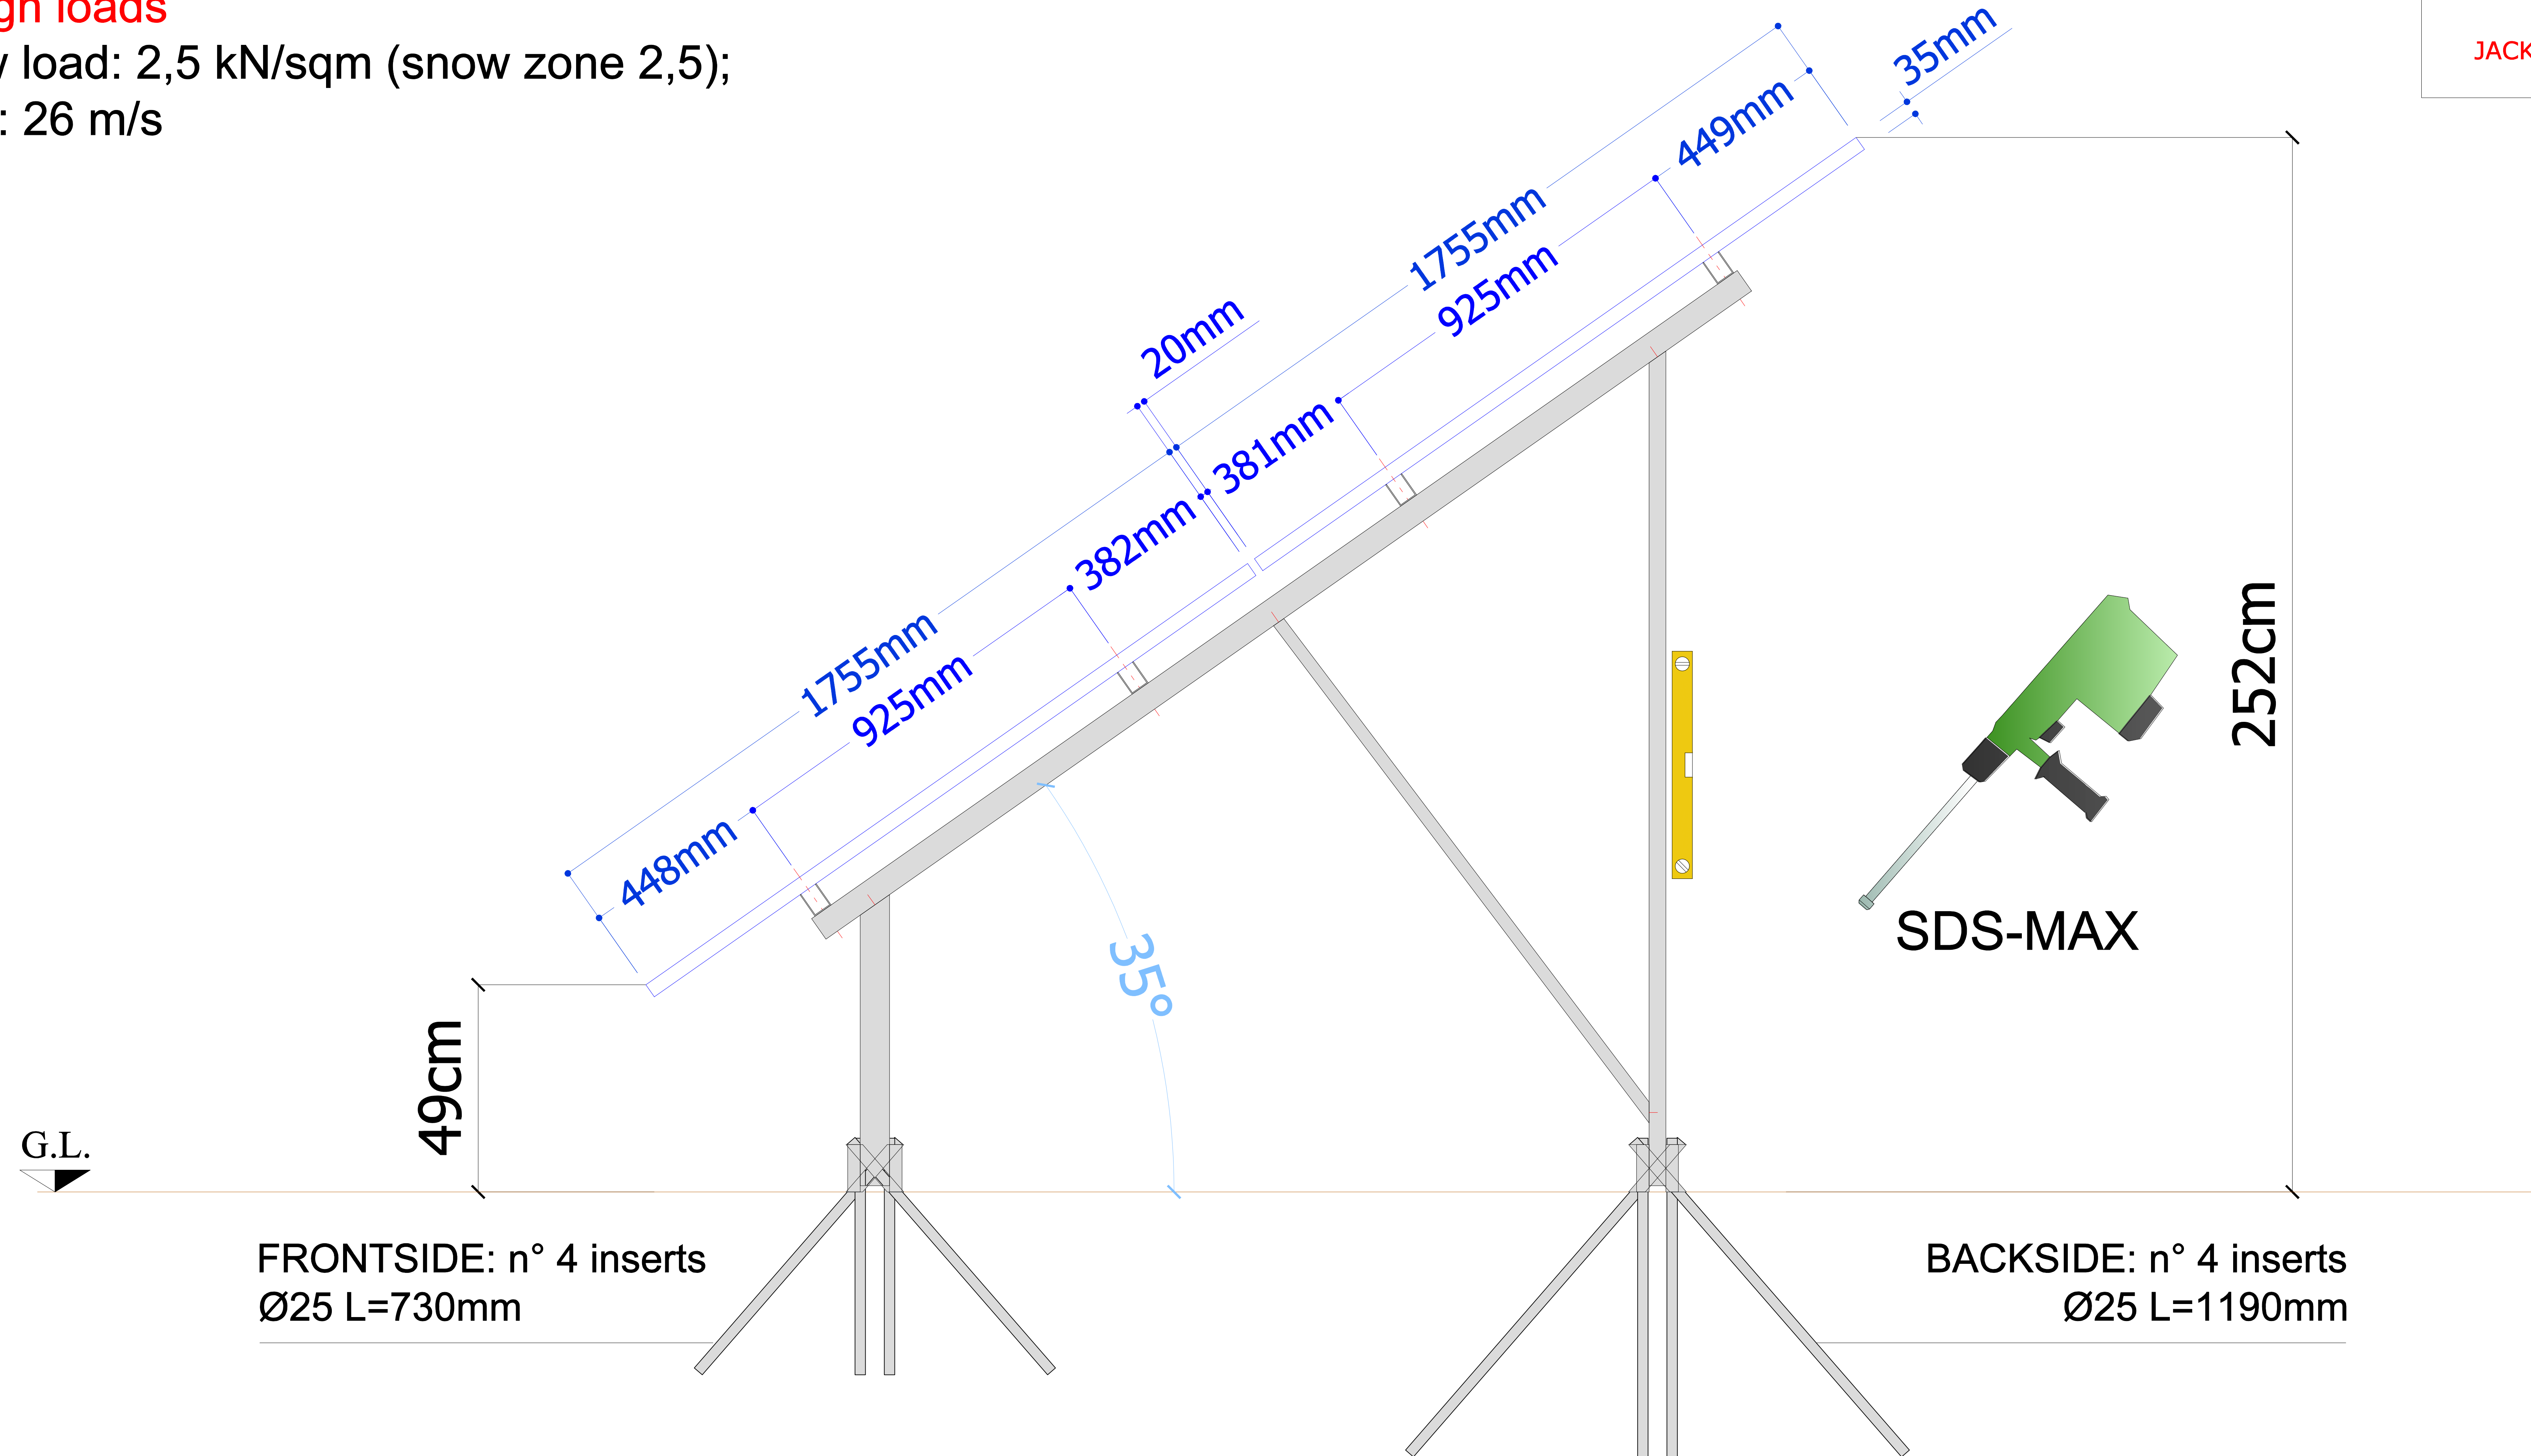 gn loads
load: 2,5 kN/sqm (snow zone 2,5);
: 26 m/s
JACK
35mm
449mm
1755mm
925mm
20mm
381mm
382mm
1755mm
925mm
448mm
35°
252cm
SDS-MAX
49cm
G.L.
FRONTSIDE: n° 4 inserts
Ø25 L=730mm
BACKSIDE: n° 4 inserts
Ø25 L=1190mm